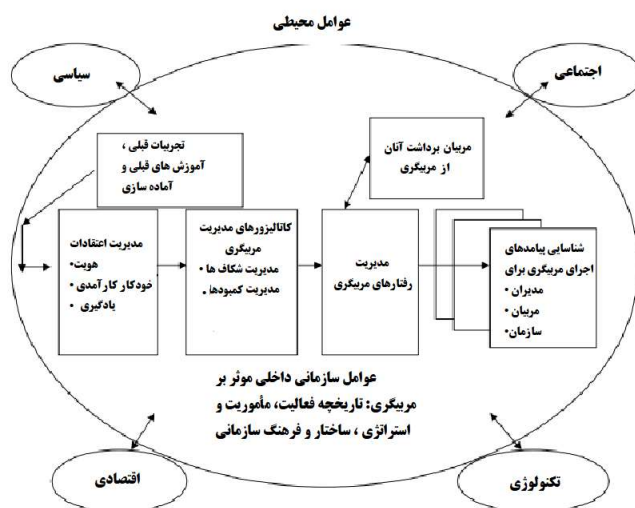 عوامل محیطی
سیاسی
اجتماعی
تجربیات قبلی ،
آموزش های قبلی و
آماده سازی
مربیان برداشت آنان
از مربیگری
مدیریت اعتقادات
•هویت
•خودکار کارآمدی
• یادگیری
کاتالیزورهای مدیریت
مربیگری
•مدیریت شکاف ها
•مدیریت کمبودها
مدیریت
رفتارهای مربیگری
شناسایی پیامدهای
اجرای مربیگری برای
• مدیران
• مربیان
•سازمان
عوامل سازمانی داخلی موثر بر
مربیگری: تاریخچه فعالیت، مأموریت و
استراتژی ، ساختار و فرهنگ سازمانی
اقتصادی
تکنولوژی